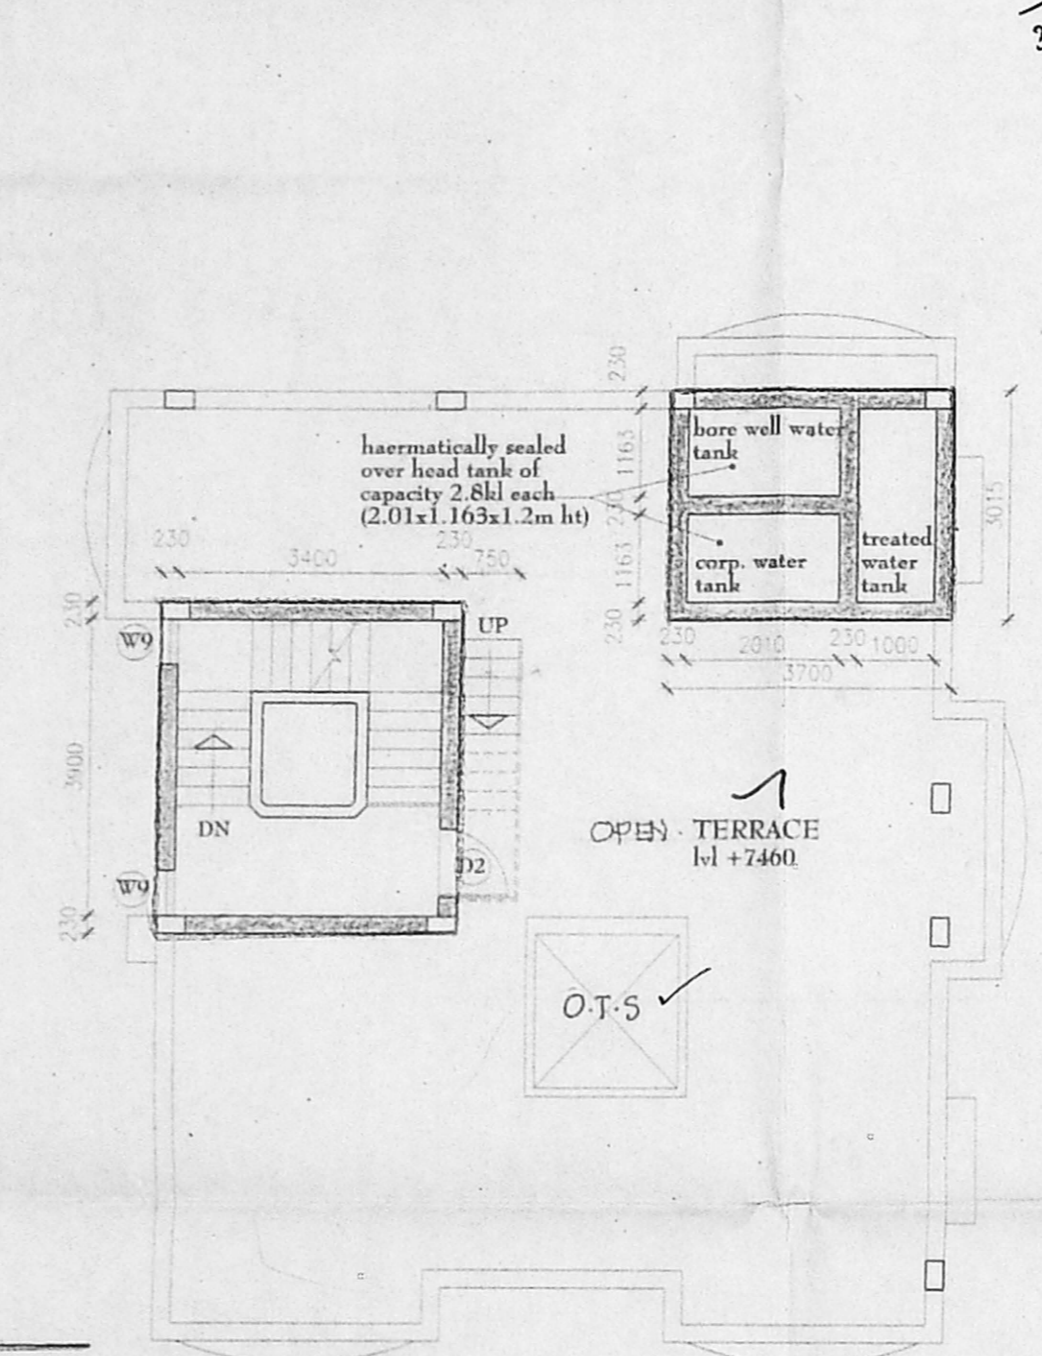 230
bore well water
tank
haermatically sealed
over head tank of
capacity 2.8kl each
(2.01x1.163x1.2m ht)
1163
230
3015
corp. water
tank
treated
water
tank
1163
230
230
3400
230
750
230
2010
230
1000
3700
230
W9
UP
3900
DN
OPEN . TERRACE
lvl +7460
D2
W9
230
O.T.S